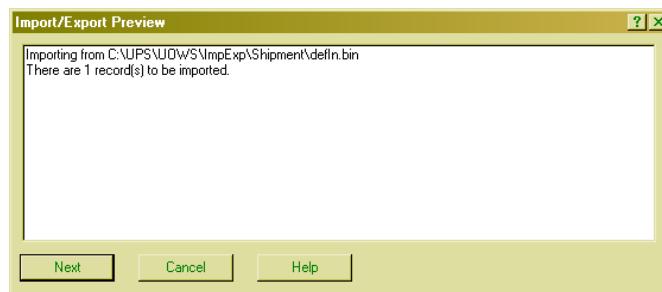 Import/Export Preview
Importing from C:\UPS\UOWS\ImpExp\Shipment\defIn.bin
There are 1 record(s) to be imported.
Next Cancel Help